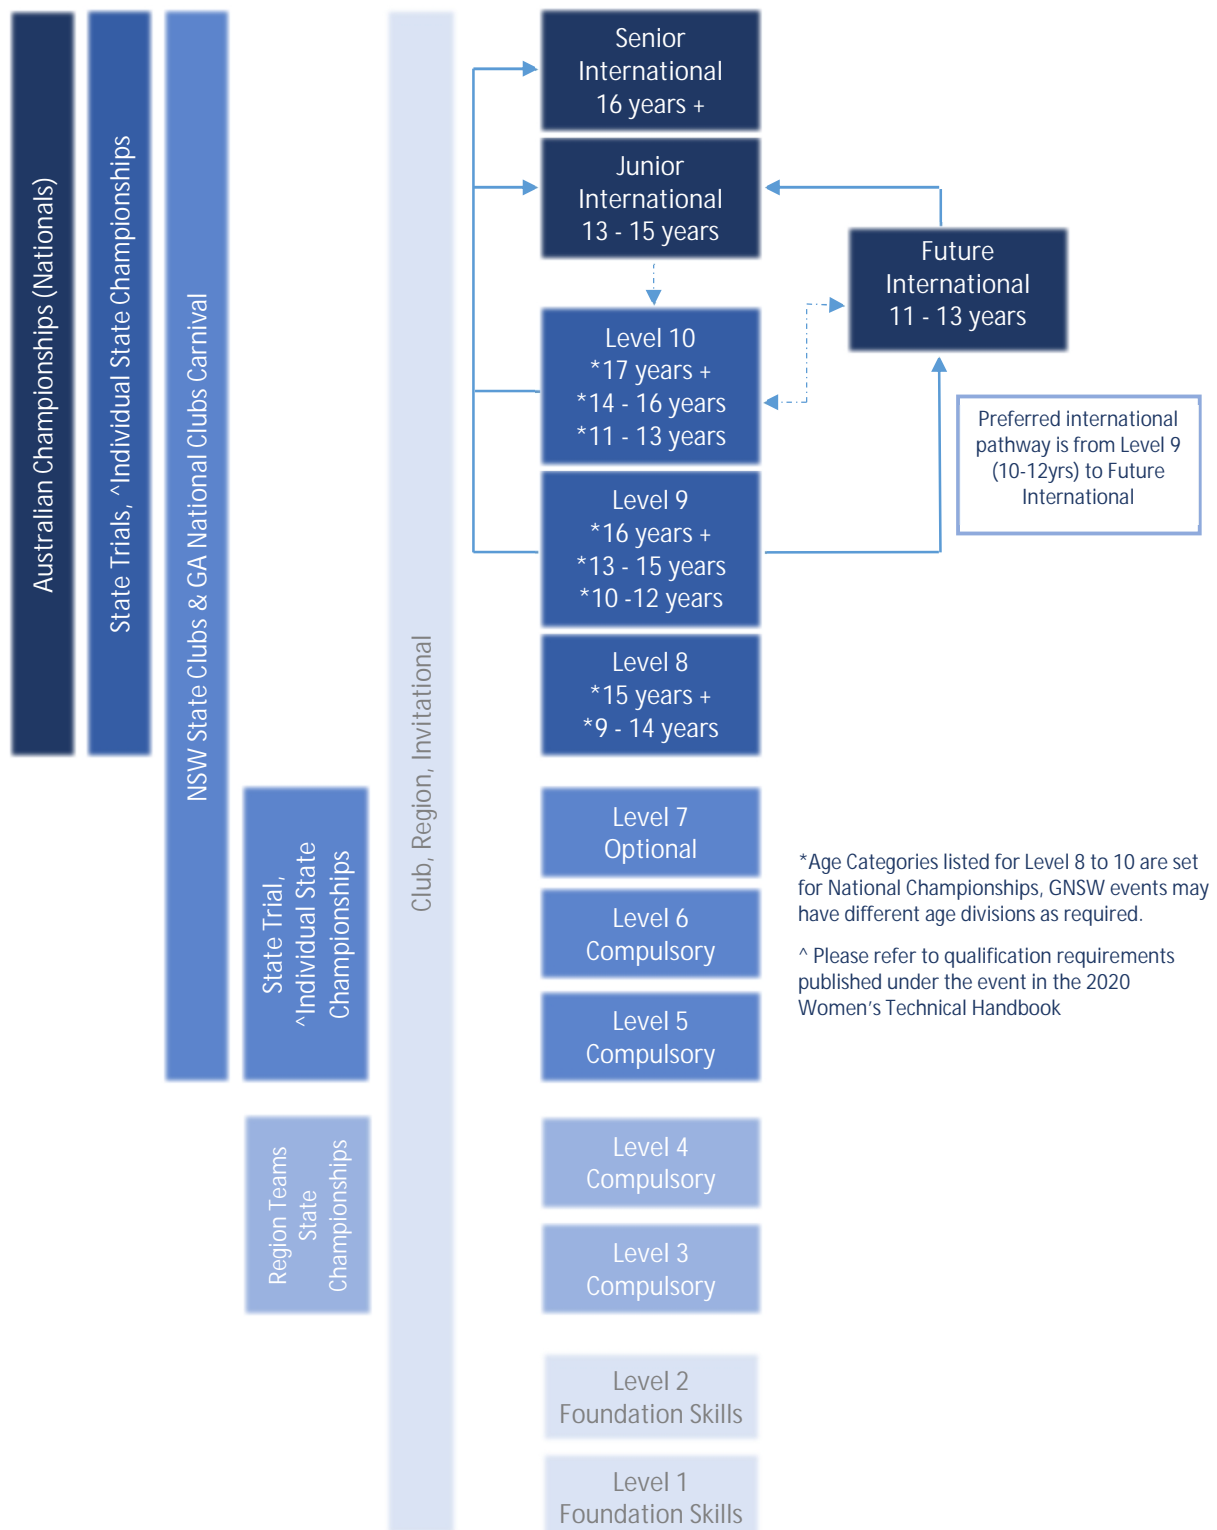 Australian Championships (Nationals)
State Trials, ^Individual State Championships
NSW State Clubs & GA National Clubs Carnival
State Trial,
^Individual State
Championships
Region Teams
State
Championships
Club, Region, Invitational
Senior
International
16 years +
Junior
International
13 - 15 years
Future
International
11 - 13 years
Level 10
*17 years +
*14 - 16 years
*11 - 13 years
Preferred international
pathway is from Level 9
(10-12yrs) to Future
International
Level 9
*16 years +
*13 - 15 years
*10 -12 years
Level 8
*15 years +
*9 - 14 years
Level 7
Optional
Level 6
Compulsory
Level 5
Compulsory
*Age Categories listed for Level 8 to 10 are set
for National Championships, GNSW events may
have different age divisions as required.
^ Please refer to qualification requirements
published under the event in the 2020
Women’s Technical Handbook
Level 4
Compulsory
Level 3
Compulsory
Level 2
Foundation Skills
Level 1
Foundation Skills